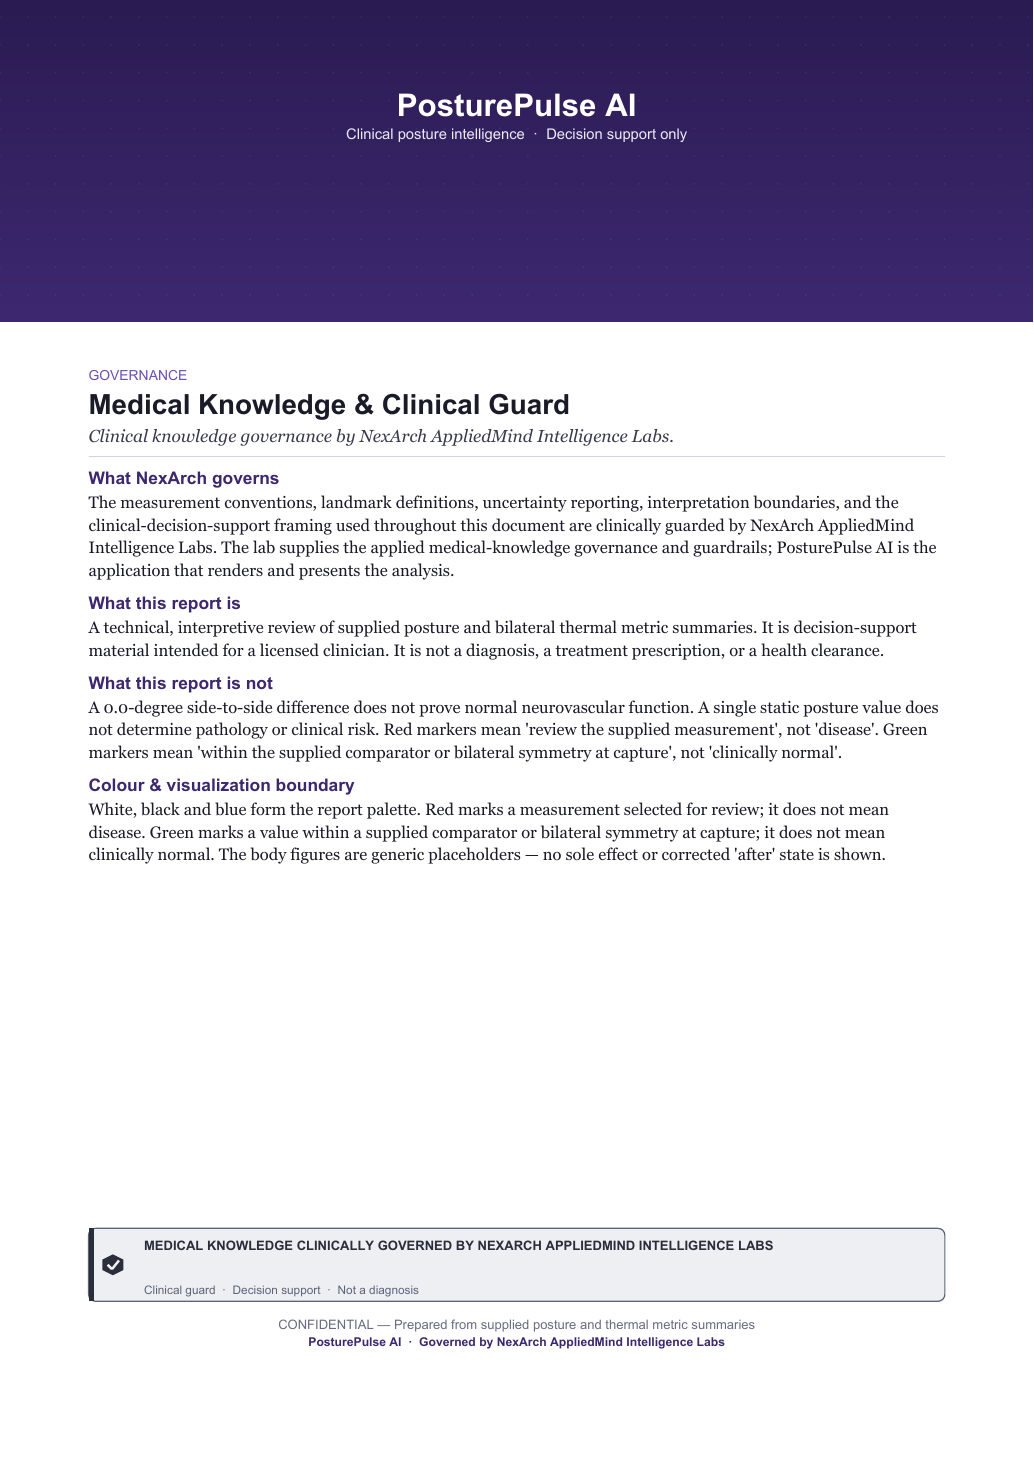 PosturePulse AI
Clinical posture intelligence · Decision support only
GOVERNANCE
Medical Knowledge & Clinical Guard
Clinical knowledge governance by NexArch AppliedMind Intelligence Labs.
What NexArch governs
The measurement conventions, landmark definitions, uncertainty reporting, interpretation boundaries, and the
clinical-decision-support framing used throughout this document are clinically guarded by NexArch AppliedMind
Intelligence Labs. The lab supplies the applied medical-knowledge governance and guardrails; PosturePulse AI is the
application that renders and presents the analysis.
What this report is
A technical, interpretive review of supplied posture and bilateral thermal metric summaries. It is decision-support
material intended for a licensed clinician. It is not a diagnosis, a treatment prescription, or a health clearance.
What this report is not
A 0.0-degree side-to-side difference does not prove normal neurovascular function. A single static posture value does
not determine pathology or clinical risk. Red markers mean 'review the supplied measurement', not 'disease'. Green
markers mean 'within the supplied comparator or bilateral symmetry at capture', not 'clinically normal'.
Colour & visualization boundary
White, black and blue form the report palette. Red marks a measurement selected for review; it does not mean
disease. Green marks a value within a supplied comparator or bilateral symmetry at capture; it does not mean
clinically normal. The body figures are generic placeholders — no sole effect or corrected 'after' state is shown.
MEDICAL KNOWLEDGE CLINICALLY GOVERNED BY NEXARCH APPLIEDMIND INTELLIGENCE LABS
Clinical guard · Decision support · Not a diagnosis
CONFIDENTIAL — Prepared from supplied posture and thermal metric summaries
PosturePulse AI · Governed by NexArch AppliedMind Intelligence Labs